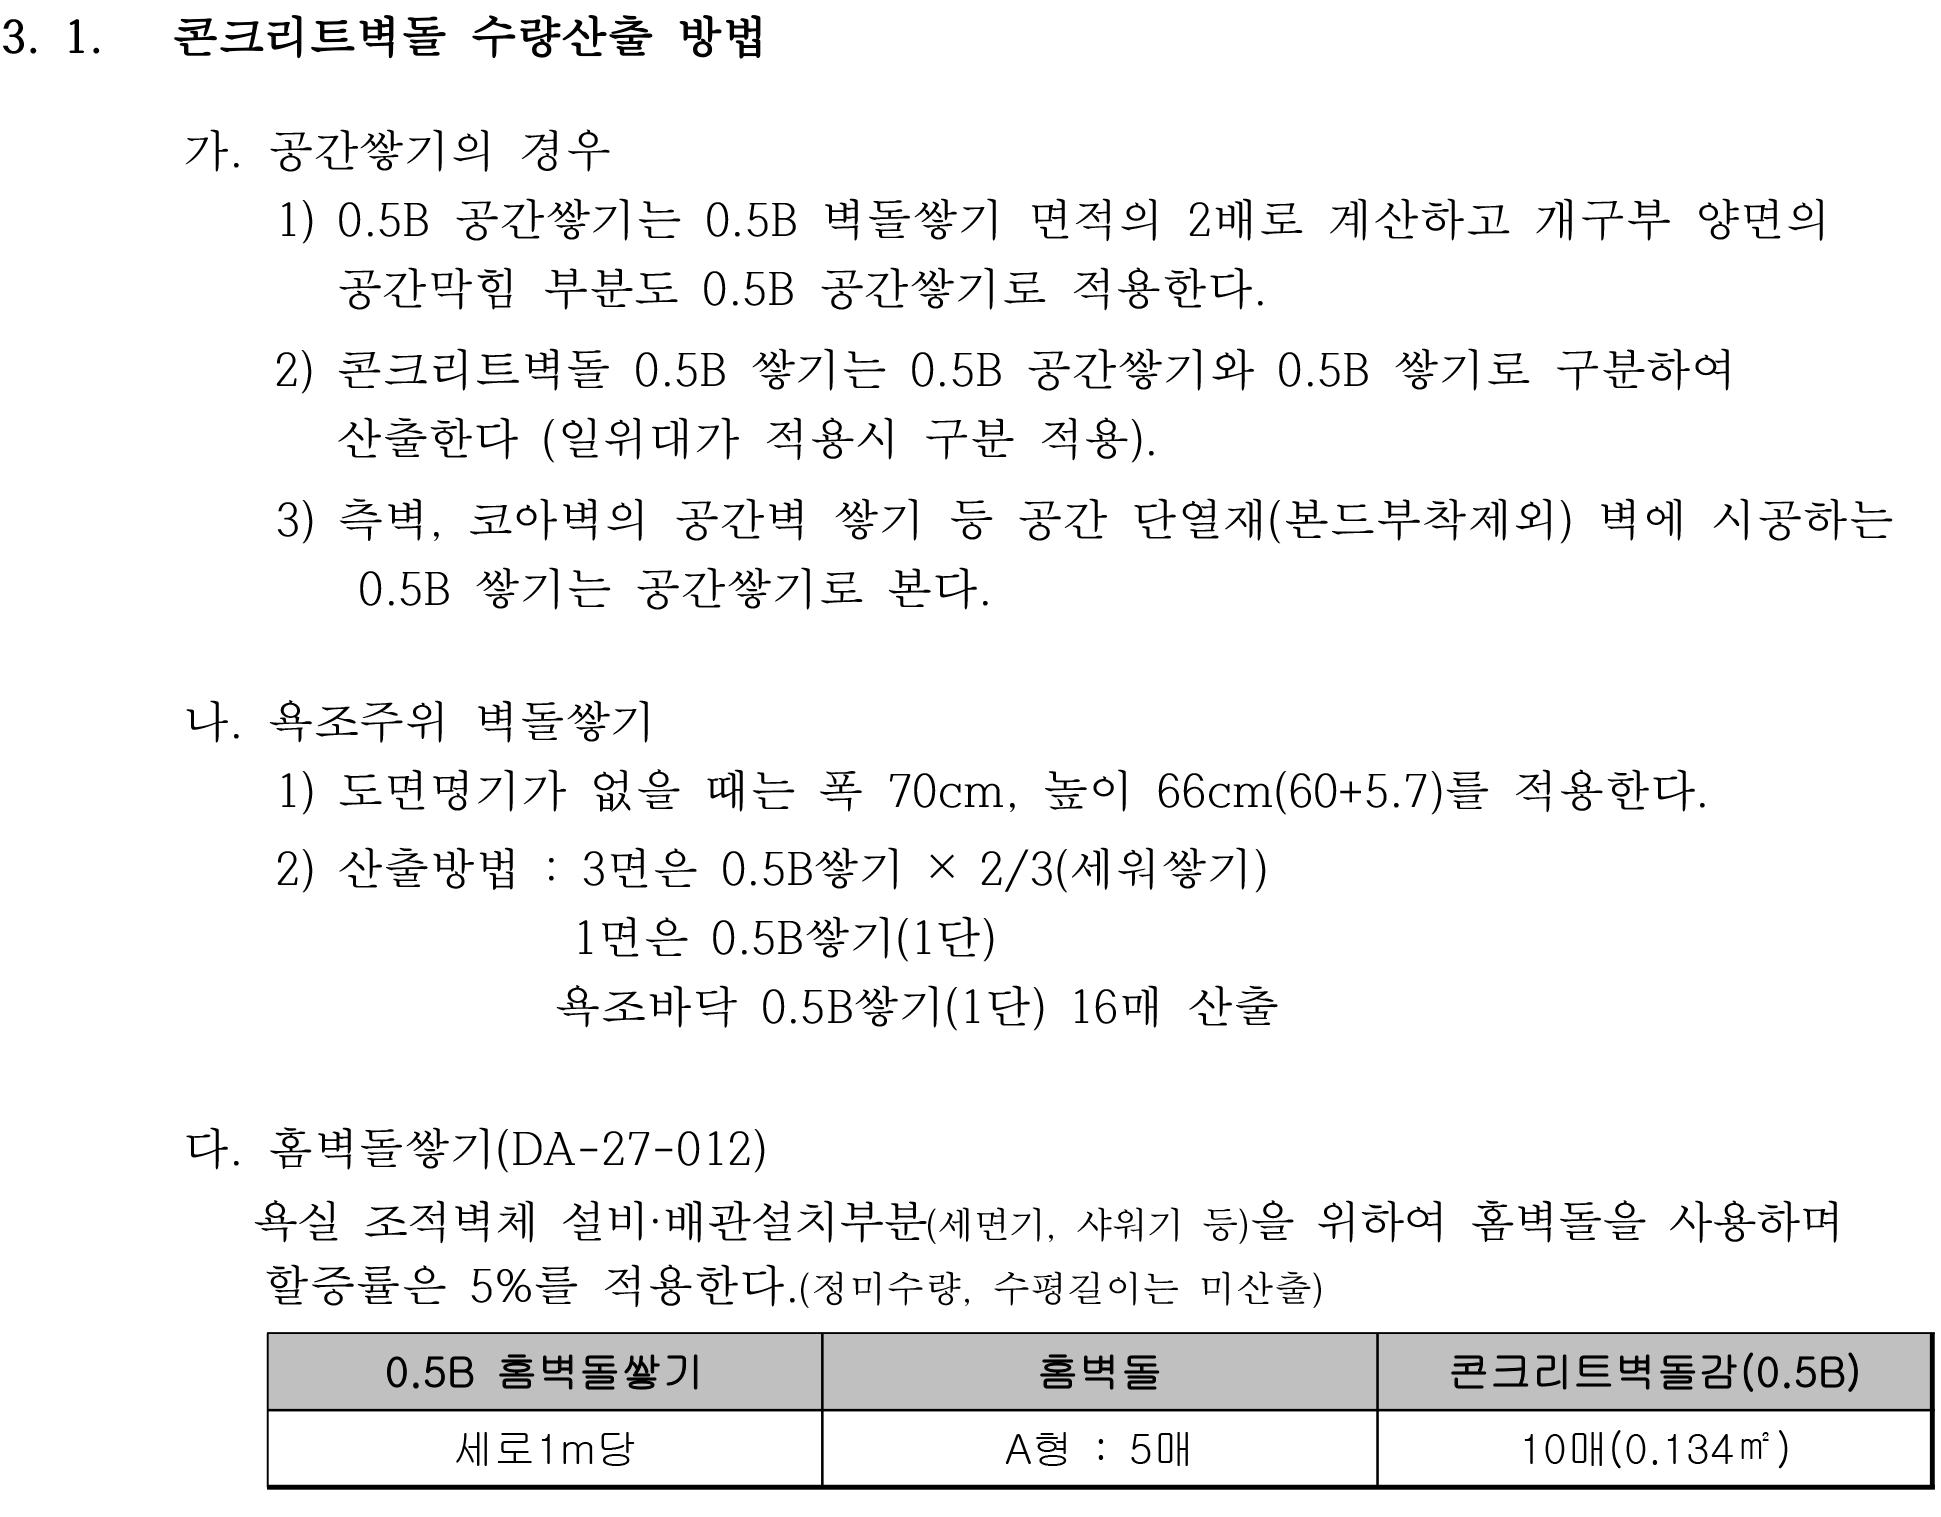 3. 1. 콘크리트벽돌 수량산출 방법
가. 공간쌓기의 경우
1) 0.5B 공간쌓기는 0.5B 벽돌쌓기 면적의 2배로 계산하고 개구부 양면의
공간막힘 부분도 0.5B 공간쌓기로 적용한다.
2) 콘크리트벽돌 0.5B 쌓기는 0.5B 공간쌓기와 0.5B 쌓기로 구분하여
산출한다 (일위대가 적용시 구분 적용).
3) 측벽, 코아벽의 공간벽 쌓기 등 공간 단열재(본드부착제외) 벽에 시공하는
0.5B 쌓기는 공간쌓기로 본다.
나. 욕조주위 벽돌쌓기
1) 도면명기가 없을 때는 폭 70cm, 높이 66cm(60+5.7)를 적용한다.
2) 산출방법 : 3면은 0.5B쌓기 × 2/3(세워쌓기)
1면은 0.5B쌓기(1단)
욕조바닥 0.5B쌓기(1단) 16매 산출
다. 홈벽돌쌓기(DA-27-012)
욕실 조적벽체 설비·배관설치부분(세면기, 샤워기 등)을 위하여 홈벽돌을 사용하며
할증률은 5%를 적용한다.(정미수량, 수평길이는 미산출)
0.5B 홈벽돌쌓기 홈벽돌 콘크리트벽돌감(0.5B)
세로1m당 A형 : 5매 10매(0.134㎡)